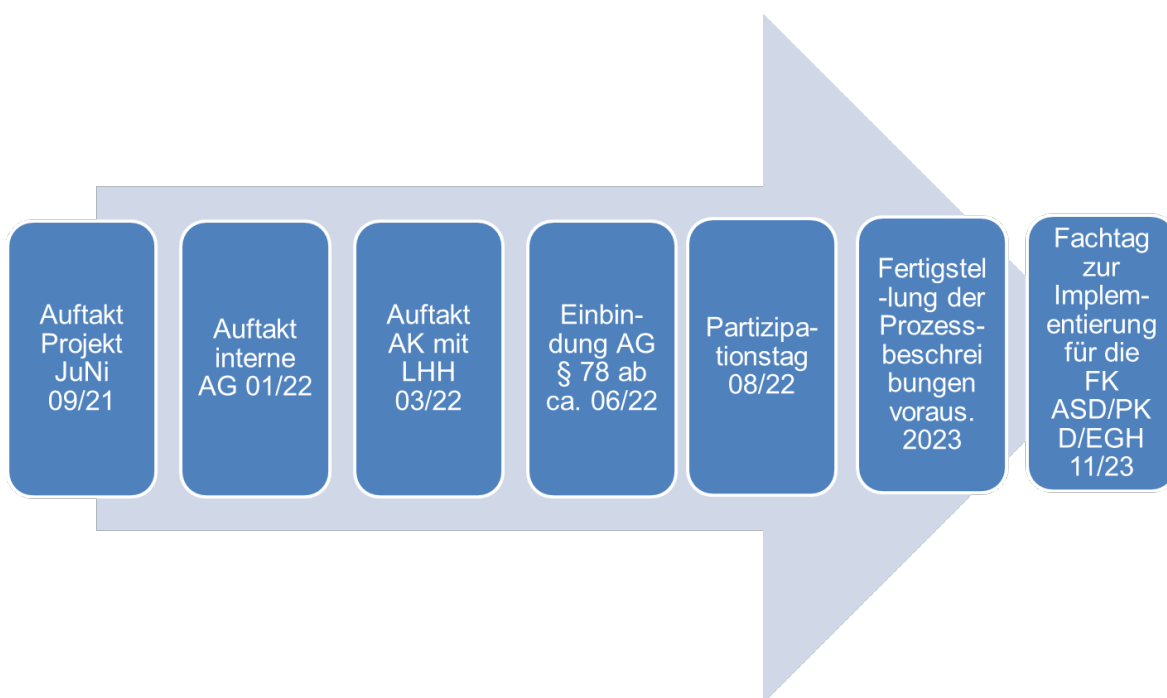 Auftakt
Projekt
JuNi
09/21
Auftakt
interne
AG 01/22
Auftakt
AK mit
LHH
03/22
Einbin-
dung AG
§ 78 ab
ca. 06/22
Partizipa-
tionstag
08/22
Fertigstel
-lung der
Prozess-
beschrei
bungen
voraus.
2023
Fachtag
zur
Implem-
entierung
für die
FK
ASD/PK
D/EGH
11/23